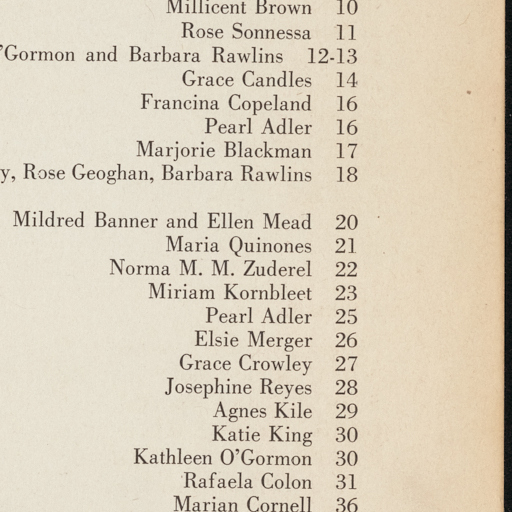 Millicent Brown 10
Rose Sonnessa 11
'Gormon and Barbara Rawlins 12-13
Grace Candles 14
Francina Copeland 16
Pearl Adler 16
Marjorie Blackman 17
y, Rose Geoghan, Barbara Rawlins 18
Mildred Banner and Ellen Mead 20
Maria Quinones 21
Norma M. M. Zuderel 22
Miriam Kornbleet 23
Pearl Adler 25
Elsie Merger 26
Grace Crowley 27
Josephine Reyes 28
Agnes Kile 29
Katie King 30
Kathleen O'Gormon 30
Rafaela Colon 31
Marian Cornell 36